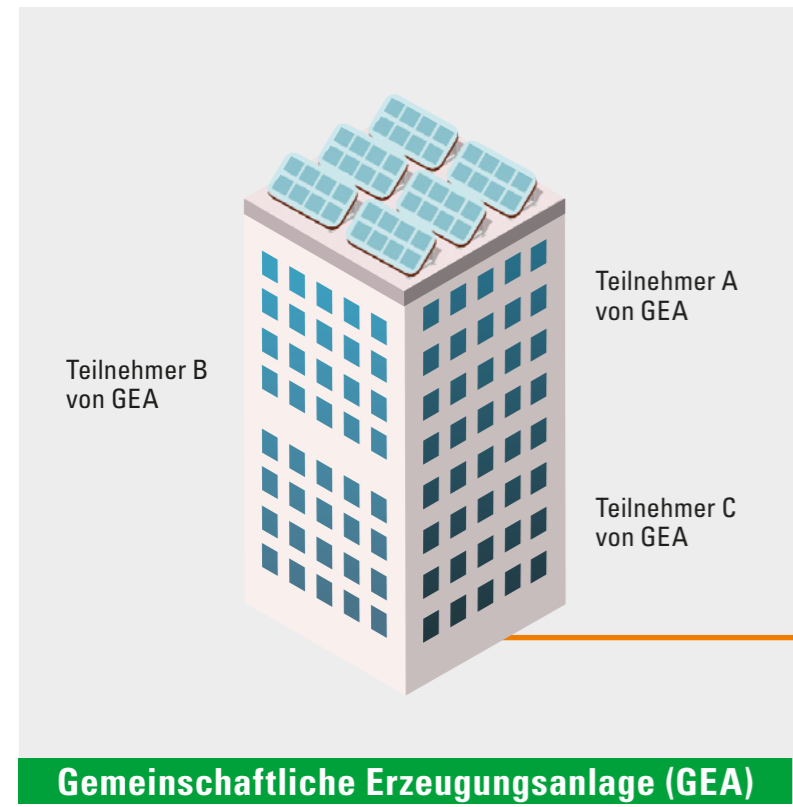 Teilnehmer A
von GEA
Teilnehmer B
von GEA
Teilnehmer C
von GEA
Gemeinschaftliche Erzeugungsanlage (GEA)